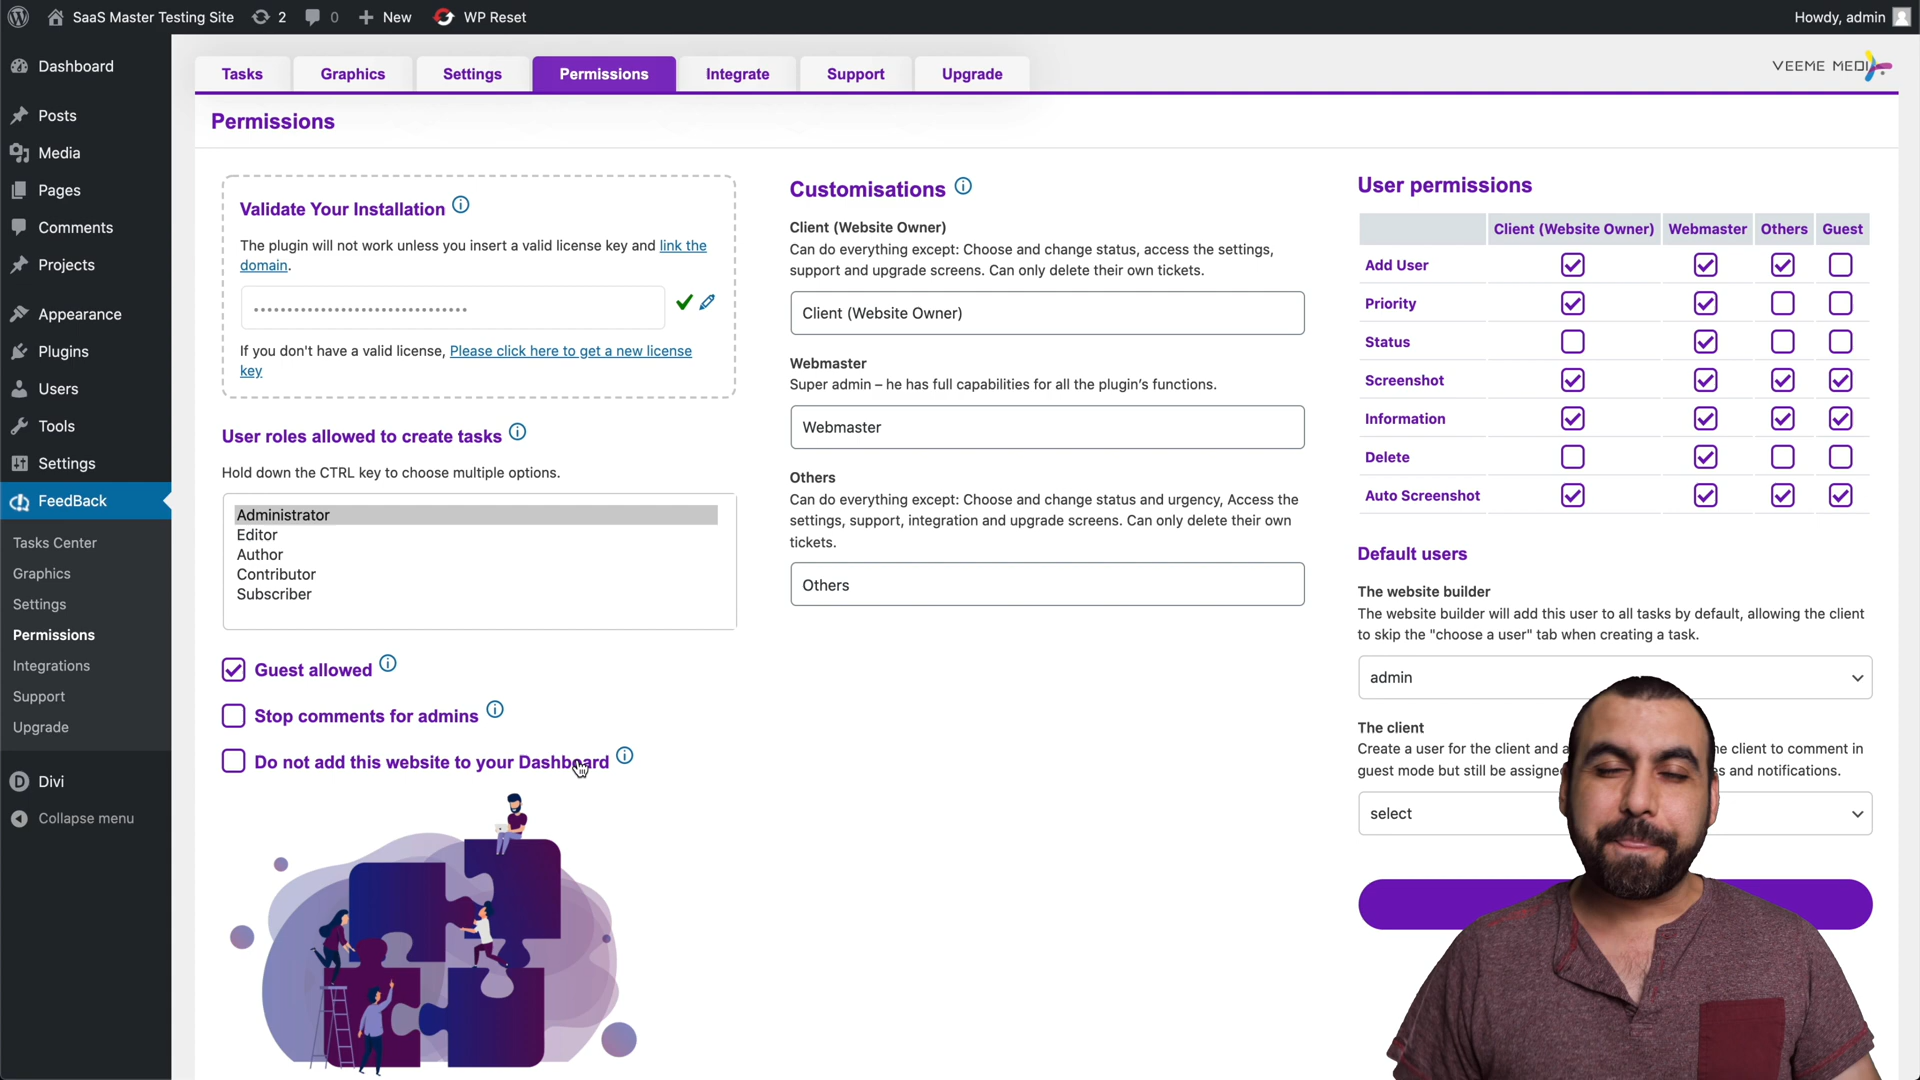 SaaS Master Testing Site 2 0 New WP Reset Howdy, admin
Dashboard
Posts
Media
Pages
Comments
Projects
Appearance
Plugins
Users
Tools
Settings
FeedBack
Tasks Center
Graphics
Settings
Permissions
Integrations
Support
Upgrade
Divi
Collapse menu
Tasks Graphics Settings Permissions Integrate Support Upgrade
VEEME MEDIA
Permissions
Validate Your Installation
The plugin will not work unless you insert a valid license key and link the
domain.
If you don't have a valid license, Please click here to get a new license
key
User roles allowed to create tasks
Hold down the CTRL key to choose multiple options.
Administrator
Editor
Author
Contributor
Subscriber
Guest allowed
Stop comments for admins
Do not add this website to your Dashboard
Customisations
Client (Website Owner)
Can do everything except: Choose and change status, access the settings,
support and upgrade screens. Can only delete their own tickets.
Client (Website Owner)
Webmaster
Super admin – he has full capabilities for all the plugin's functions.
Webmaster
Others
Can do everything except: Choose and change status and urgency, Access the
settings, support, integration and upgrade screens. Can only delete their own
tickets.
Others
User permissions
Client (Website Owner) Webmaster Others Guest
Add User
Priority
Status
Screenshot
Information
Delete
Auto Screenshot
Default users
The website builder
The website builder will add this user to all tasks by default, allowing the client
to skip the "choose a user" tab when creating a task.
admin
The client
Create a user for the client and client to comment in
guest mode but still be and notifications.
select